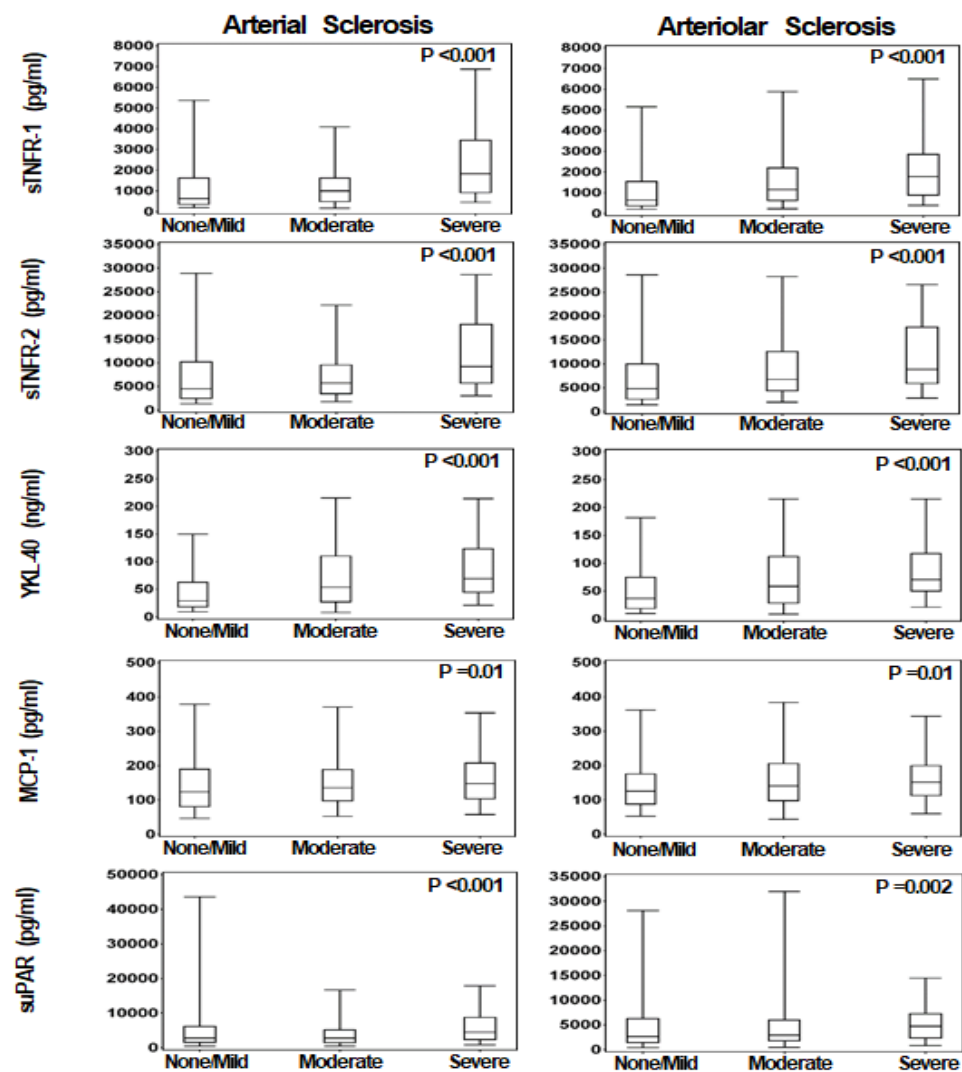 Arterial Sclerosis
Arteriolar Sclerosis
sTNFR-1 (pg/ml)
8000
7000
6000
5000
4000
3000
2000
1000
0
P <0.001
None/Mild Moderate Severe
8000
7000
6000
5000
4000
3000
2000
1000
0
P <0.001
None/Mild Moderate Severe
sTNFR-2 (pg/ml)
35000
30000
25000
20000
15000
10000
5000
0
P <0.001
None/Mild Moderate Severe
35000
30000
25000
20000
15000
10000
5000
0
P <0.001
None/Mild Moderate Severe
YKL-40 (ng/ml)
300
250
200
150
100
50
0
P <0.001
None/Mild Moderate Severe
300
250
200
150
100
50
0
P <0.001
None/Mild Moderate Severe
MCP-1 (pg/ml)
500
400
300
200
100
0
P =0.01
None/Mild Moderate Severe
500
400
300
200
100
0
P =0.01
None/Mild Moderate Severe
suPAR (pg/ml)
50000
40000
30000
20000
10000
0
P <0.001
None/Mild Moderate Severe
35000
30000
25000
20000
15000
10000
5000
0
P =0.002
None/Mild Moderate Severe